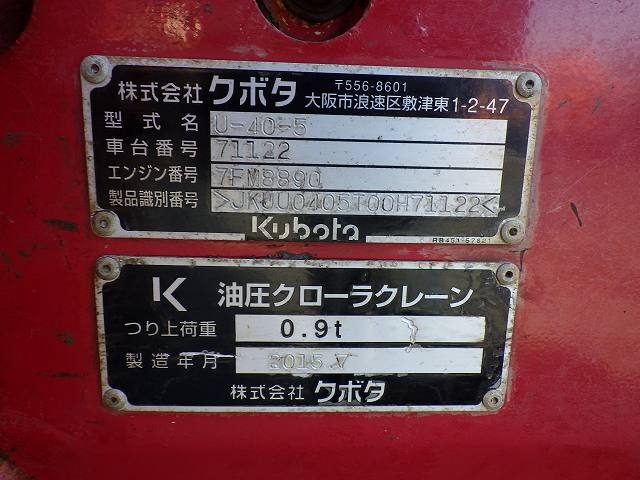 株式会社クボタ
〒556-8601
大阪市浪速区敷津東1-2-47
型式名 U-40-5
車台番号 71122
エンジン番号 7FM8890
製品識別番号 >JKUU0405T00H71122<
Kubota
RB451-57821
K 油圧クローラクレーン
つり上荷重 0.9t
製造年月 2015 V
株式会社クボタ